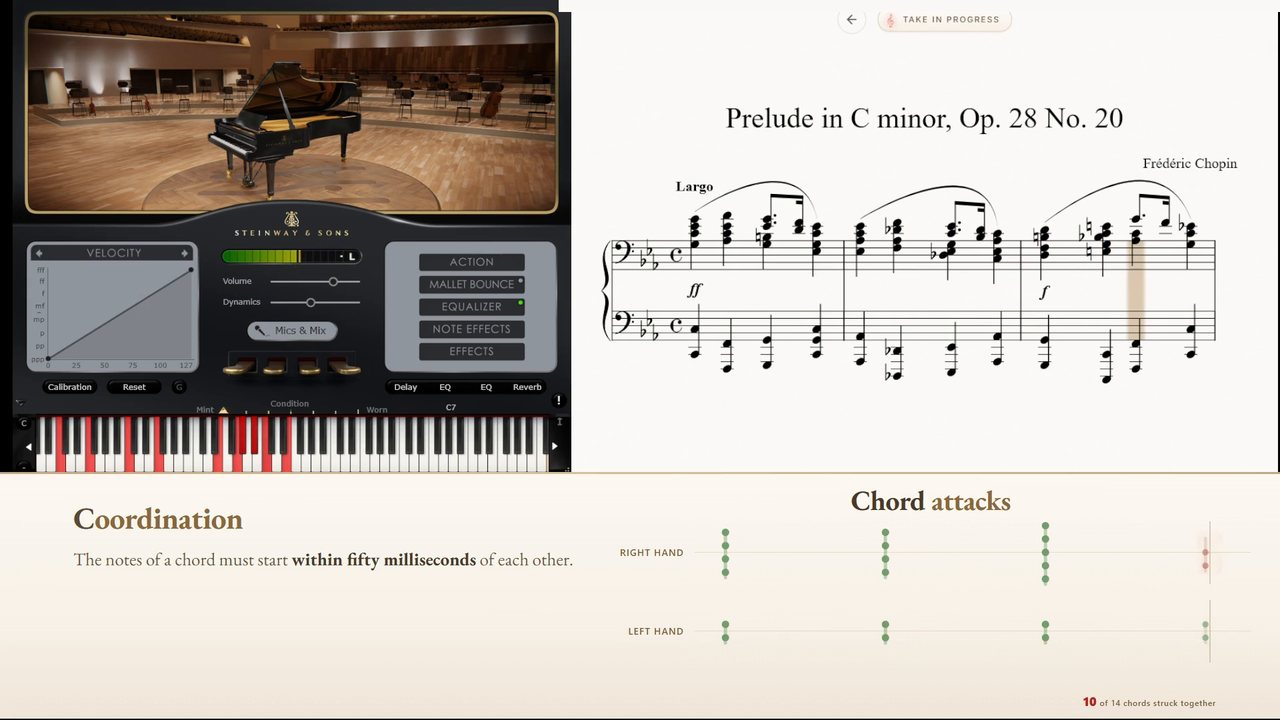 TAKE IN PROGRESS
Prelude in C minor, Op. 28 No. 20
Frédéric Chopin
Largo
ff
f
STEINWAY & SONS
VELOCITY
fff
ff
f
mf
mp
p
pp
ppp
0 25 50 75 100 127
L
Volume
Dynamics
Mics & Mix
ACTION
MALLET BOUNCE
EQUALIZER
NOTE EFFECTS
EFFECTS
Calibration Reset G
Delay EQ EQ Reverb
!
Mint Condition Worn C7
C
Coordination
The notes of a chord must start within fifty milliseconds of each other.
Chord attacks
RIGHT HAND
LEFT HAND
10 of 14 chords struck together